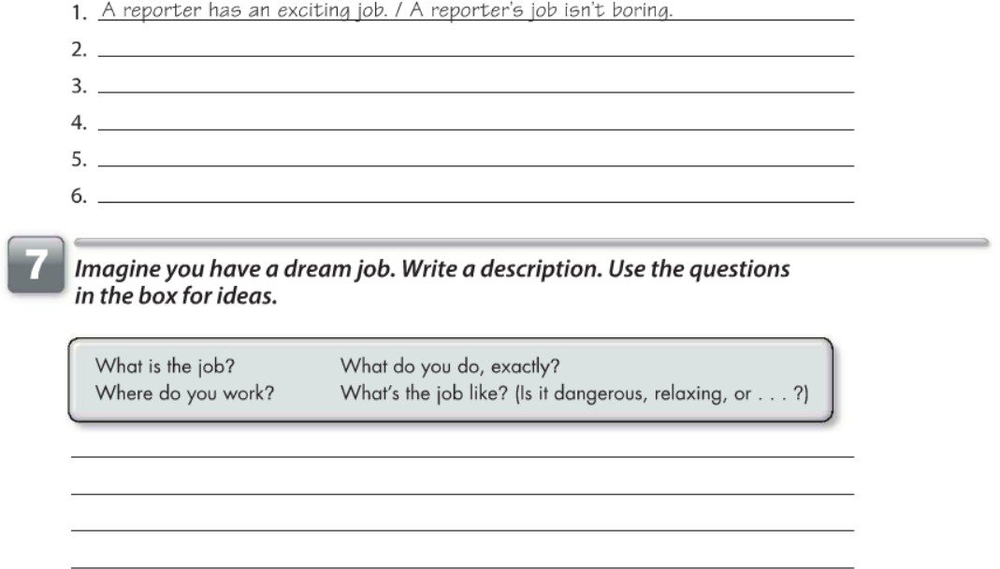 1. A reporter has an exciting job. / A reporter's job isn't boring.
2.
3.
4.
5.
6.
7 Imagine you have a dream job. Write a description. Use the questions
in the box for ideas.
What is the job? What do you do, exactly?
Where do you work? What's the job like? (Is it dangerous, relaxing, or . . . ?)